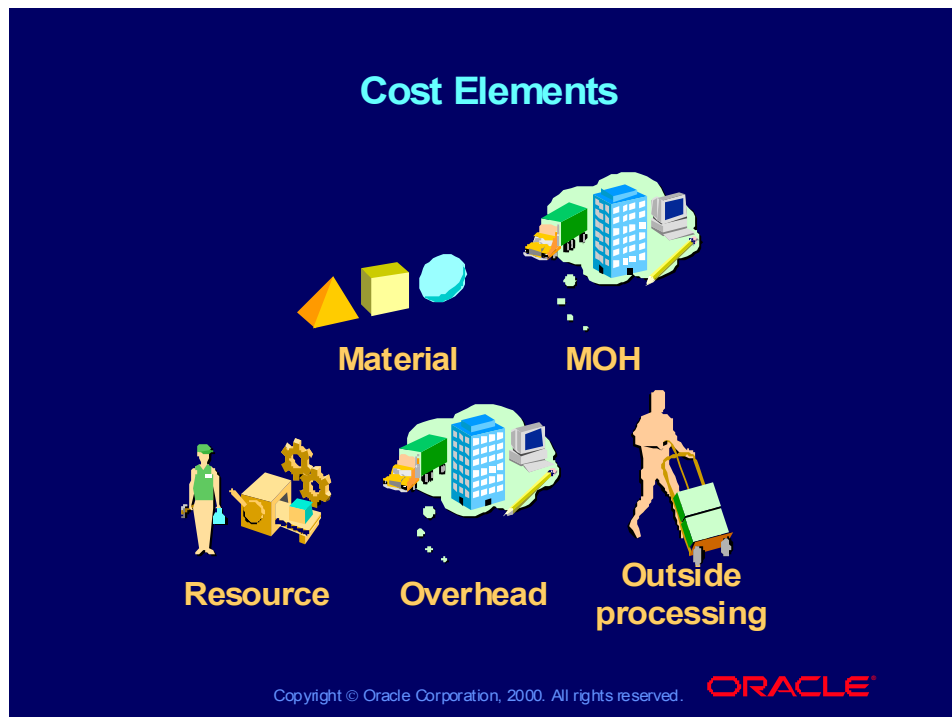 Cost Elements
Material
MOH
Resource
Overhead
Outside
processing
Copyright © Oracle Corporation, 2000. All rights reserved.
ORACLE®